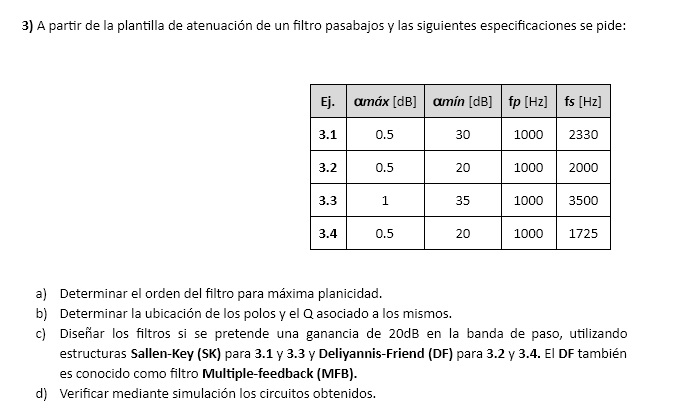 3) A partir de la plantilla de atenuación de un filtro pasabajos y las siguientes especificaciones se pide:
Ej. αmáx [dB] αmín [dB] fp [Hz] fs [Hz]
3.1 0.5 30 1000 2330
3.2 0.5 20 1000 2000
3.3 1 35 1000 3500
3.4 0.5 20 1000 1725
a) Determinar el orden del filtro para máxima planicidad.
b) Determinar la ubicación de los polos y el Q asociado a los mismos.
c) Diseñar los filtros si se pretende una ganancia de 20dB en la banda de paso, utilizando
estructuras Sallen-Key (SK) para 3.1 y 3.3 y Deliyannis-Friend (DF) para 3.2 y 3.4. El DF también
es conocido como filtro Multiple-feedback (MFB).
d) Verificar mediante simulación los circuitos obtenidos.